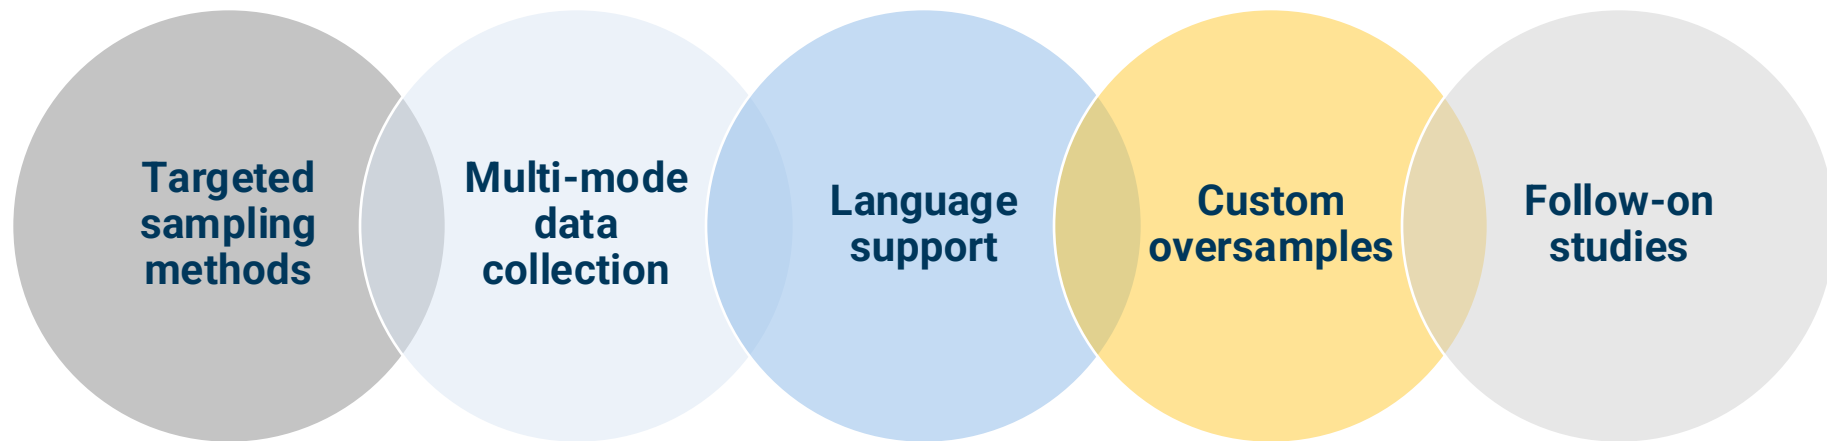 Targeted
sampling
methods
Multi-mode
data
collection
Language
support
Custom
oversamples
Follow-on
studies